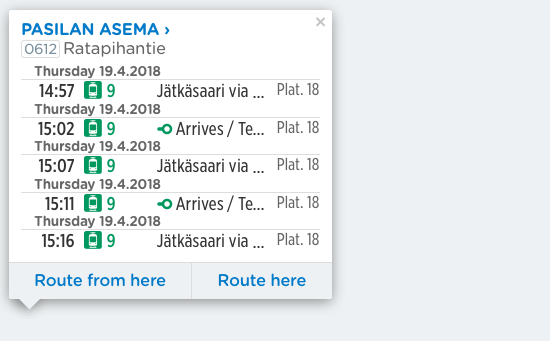 PASILAN ASEMA ›
×
0612 Ratapihantie
Thursday 19.4.2018
14:57 9 Jätkäsaari via ... Plat. 18
Thursday 19.4.2018
15:02 9 Arrives / Te... Plat. 18
Thursday 19.4.2018
15:07 9 Jätkäsaari via ... Plat. 18
Thursday 19.4.2018
15:11 9 Arrives / Te... Plat. 18
Thursday 19.4.2018
15:16 9 Jätkäsaari via ... Plat. 18
Route from here Route here